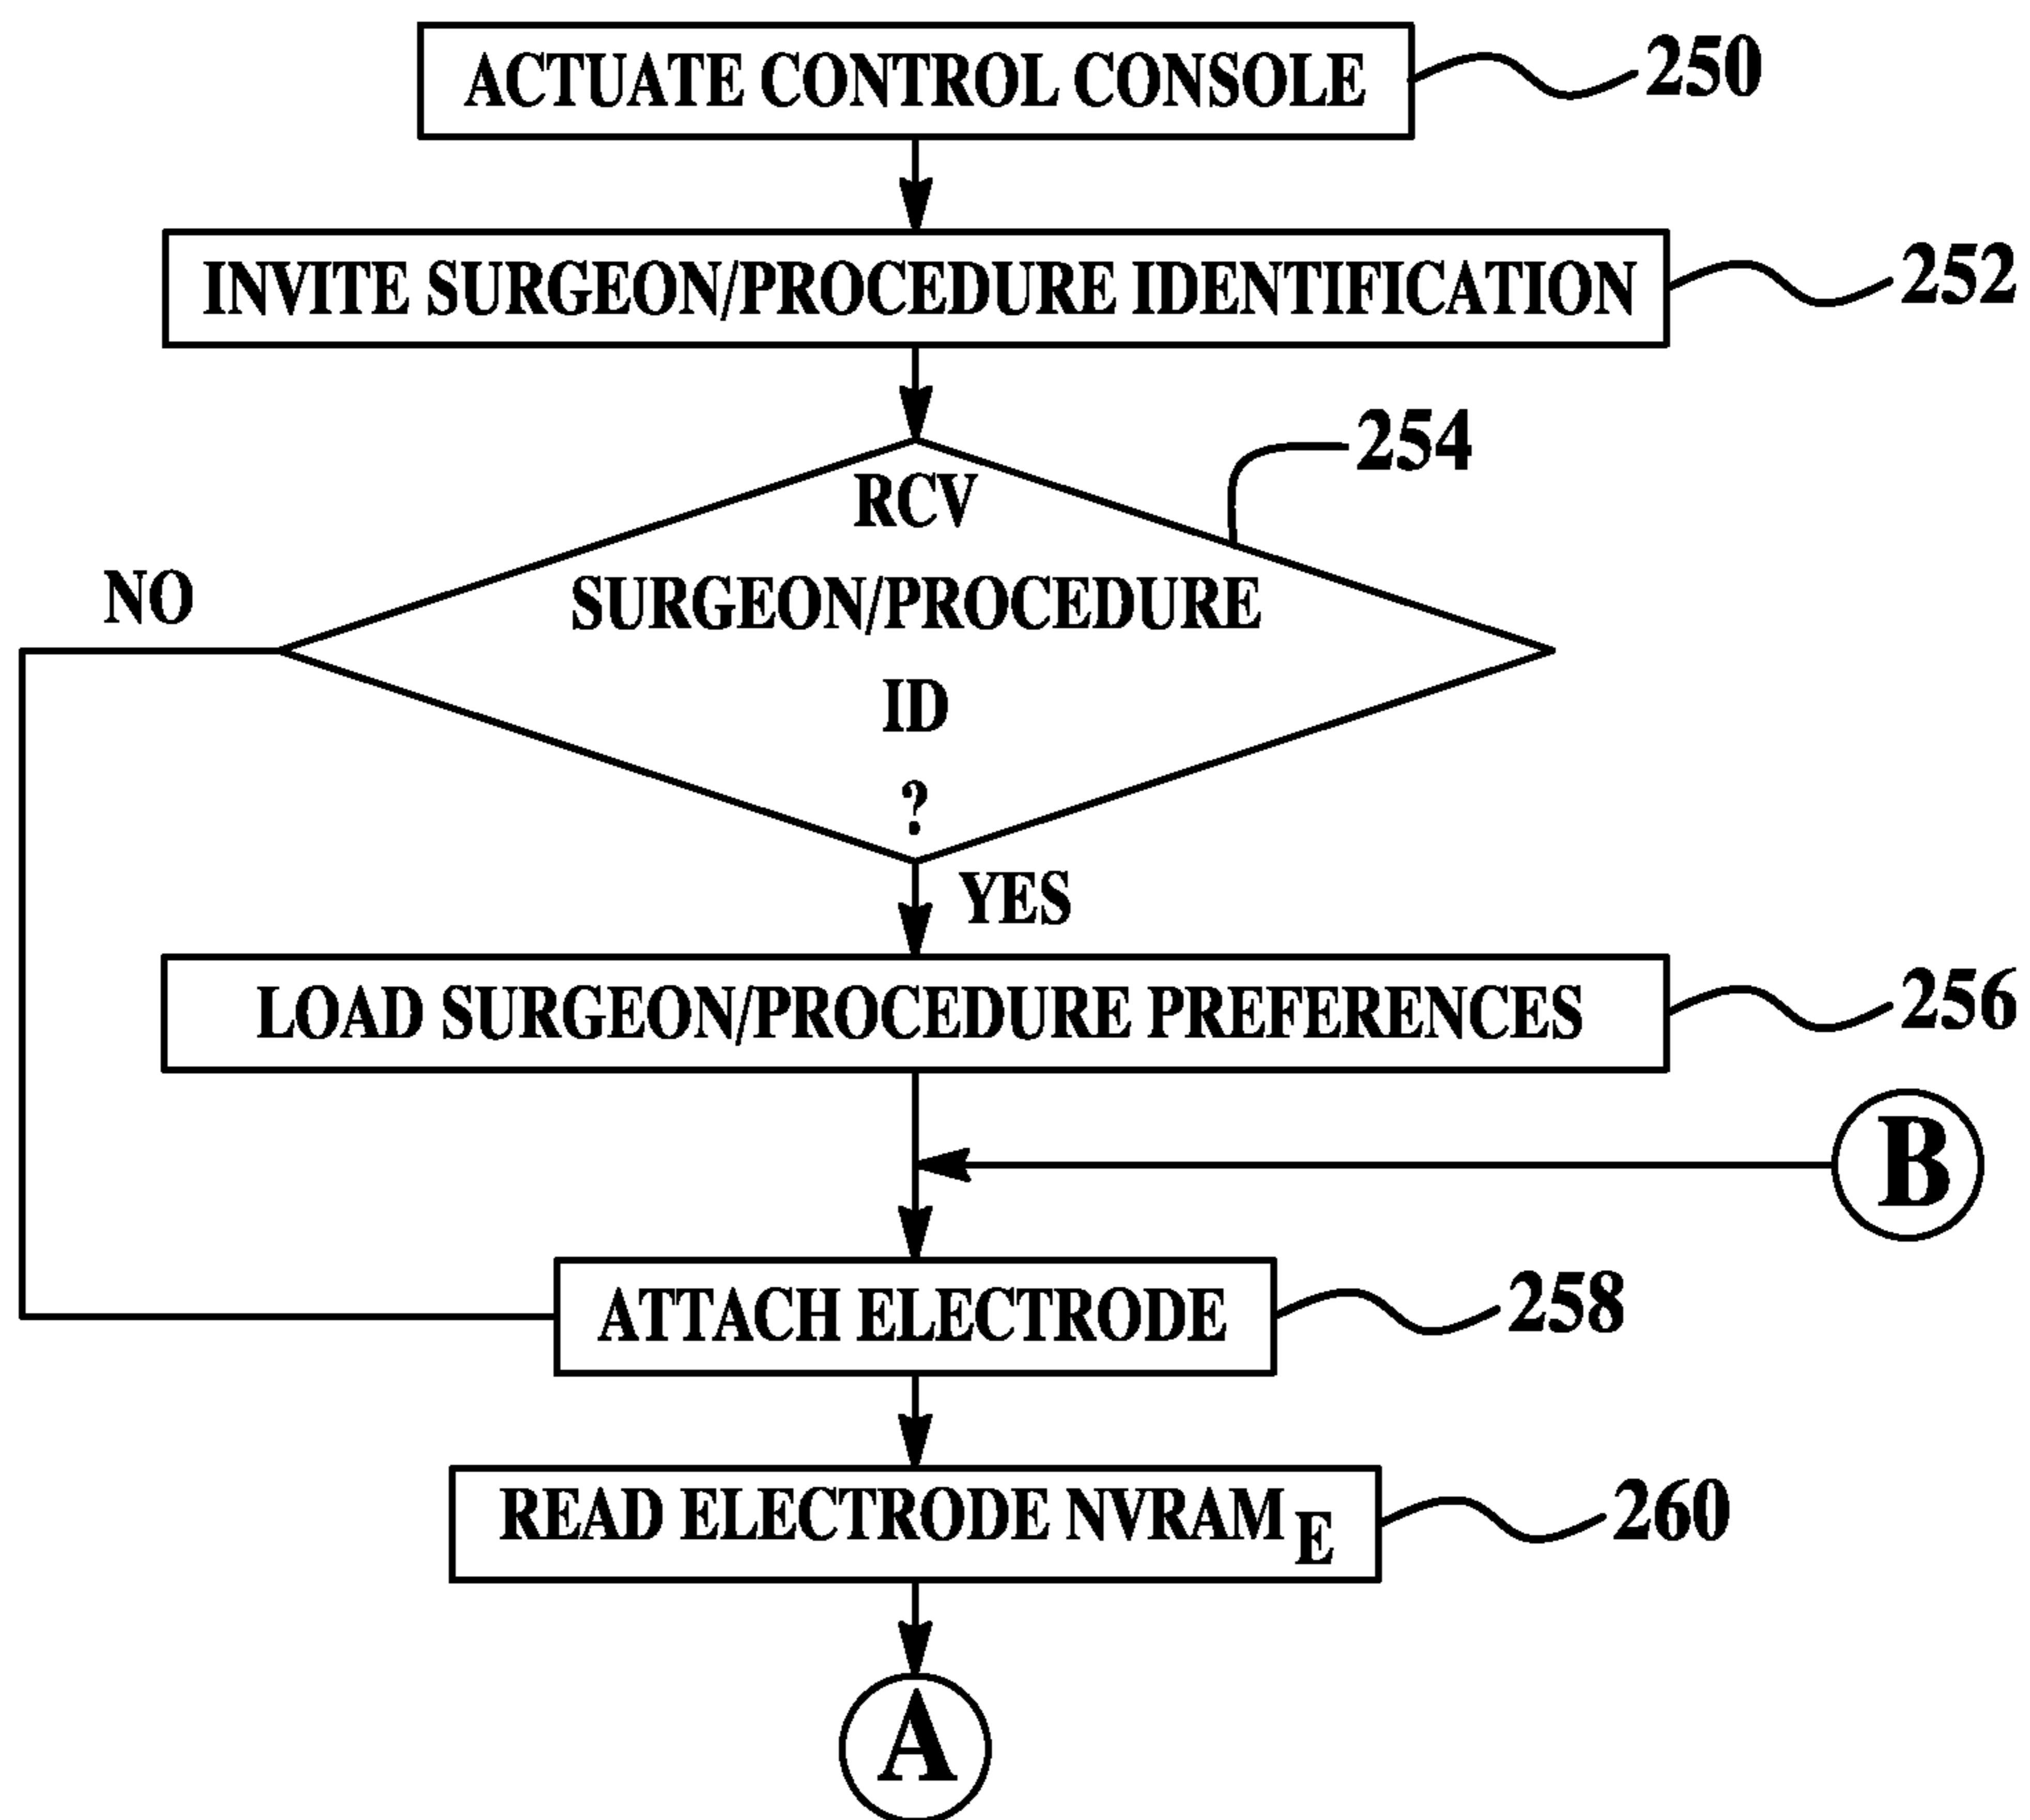 ACTUATE CONTROL CONSOLE
250
INVITE SURGEON/PROCEDURE IDENTIFICATION
252
254
RCV
SURGEON/PROCEDURE
ID
?
NO
YES
LOAD SURGEON/PROCEDURE PREFERENCES
256
B
ATTACH ELECTRODE
258
READ ELECTRODE NVRAM E
260
A